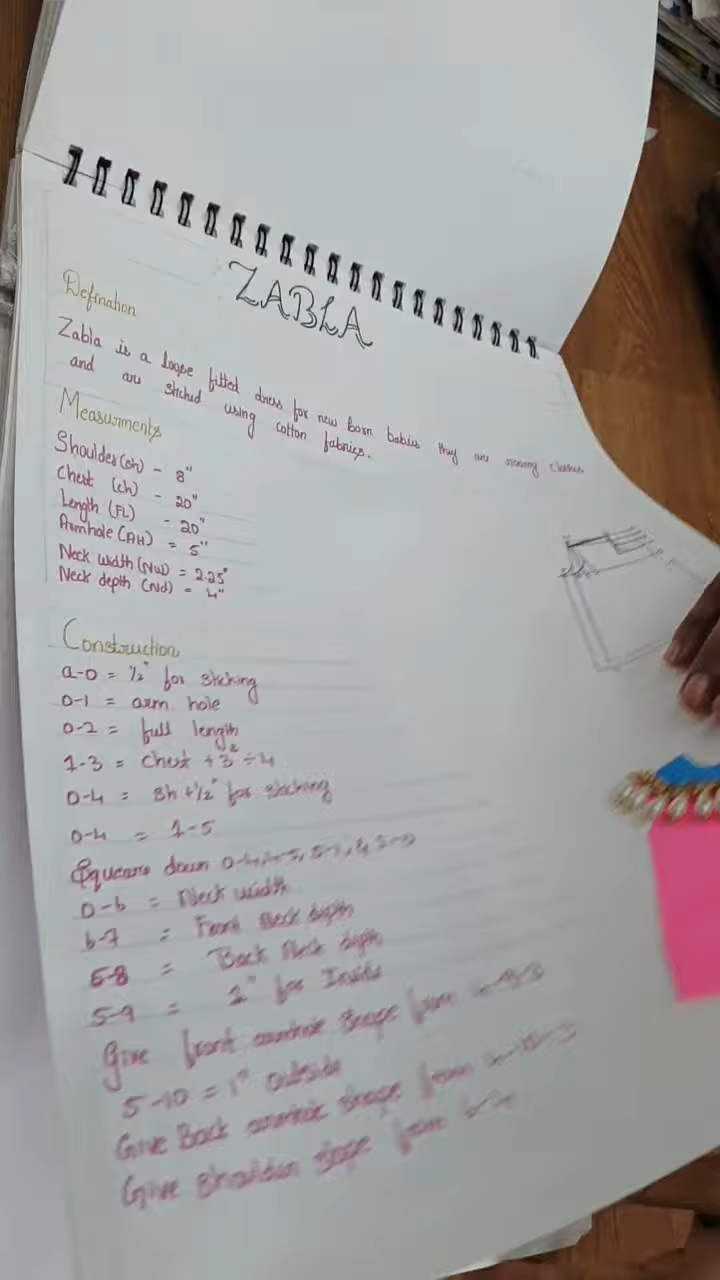 ZABLA
Defination
Zabla is a loose fitted dress for new born babies they are
and are stiched using cotton fabrics.
Measurments
Shoulder(sh) - 8"
Chest (ch) - 20"
Length (FL) - 20"
Armhole (AH) = 5"
Neck width (Nw) = 2.25"
Neck depth (Nd) = 4"
Construction
a-0 = ½" for stiching
0-1 = arm hole
0-2 = full length
1-3 = Chest +3" ÷ 4
0-4 = Sh +½" for stiching
0-4 = 1-5
Square down
0-6 = Neck width
6-7 = Front Neck depth
5-8 = Back Neck depth
5-9 = 1" for Inside
Give front armhole shape from
5-10 = 1" outside
Give Back armhole shape from
Give Shoulder slope from